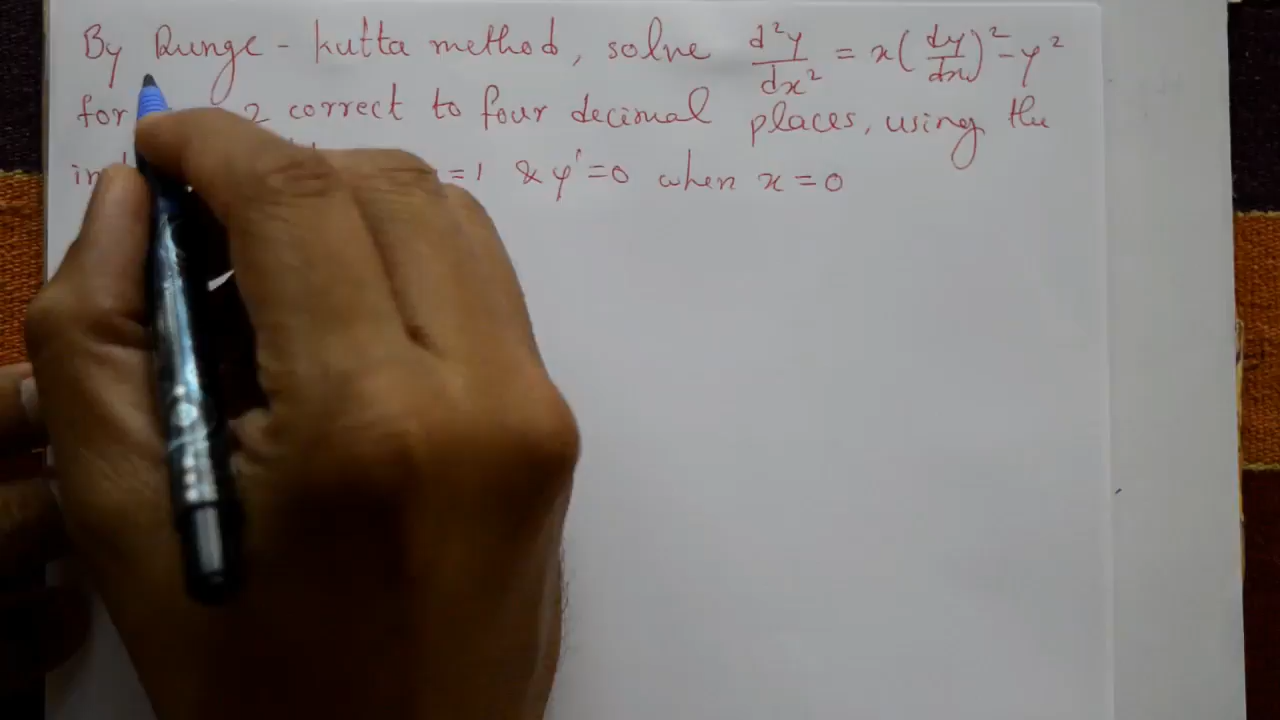 By Runge - kutta method, solve d²y/dx² = x(dy/dx)² - y²
for 2 correct to four decimal places, using the
=1 & y'=0 when x=0